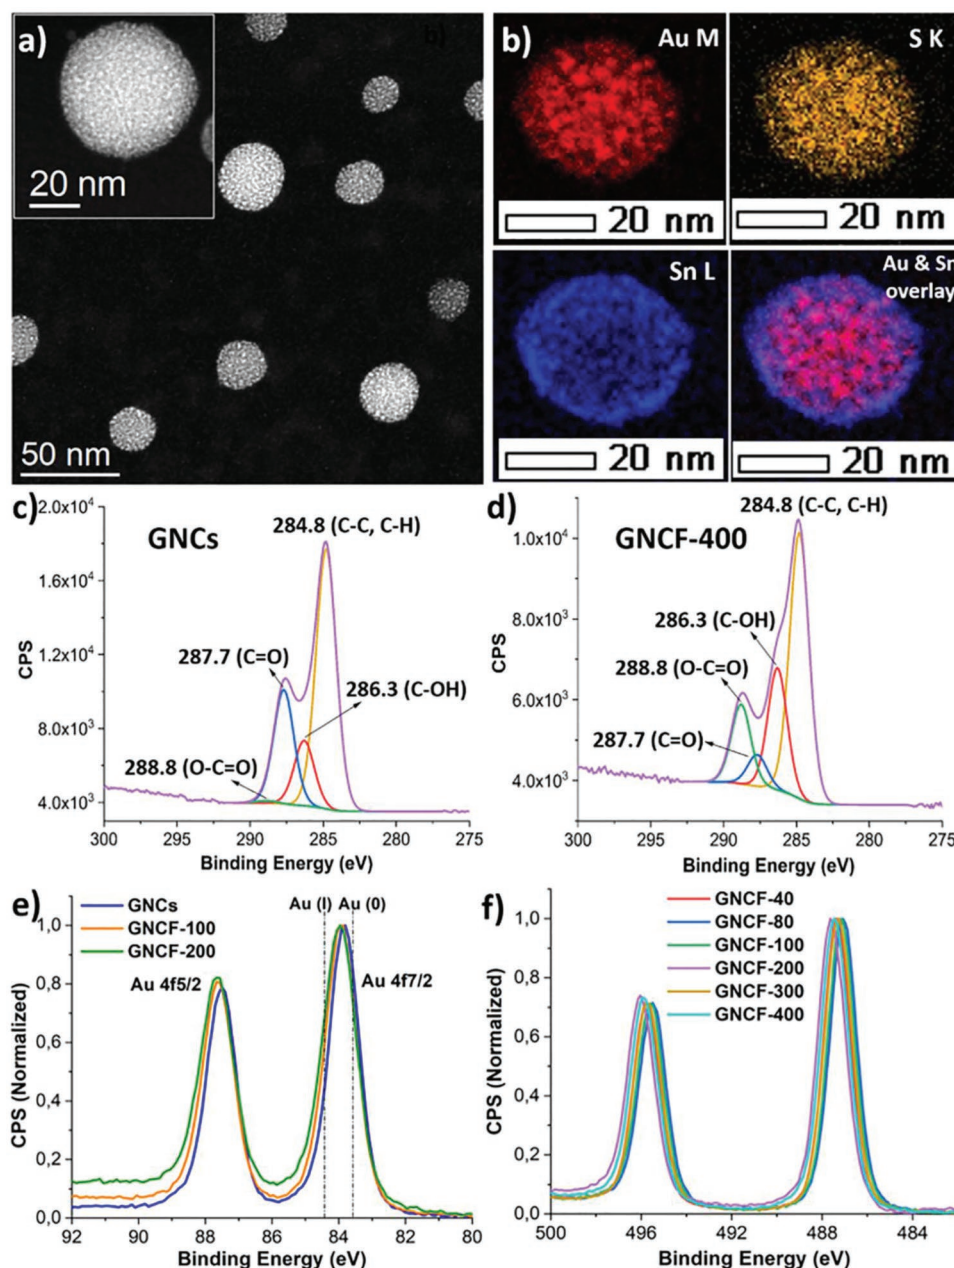 a)
20 nm
50 nm
b)
b)
Au M
20 nm
S K
20 nm
Sn L
20 nm
Au & Sn
overlay
20 nm
c)
GNCs
284.8 (C-C, C-H)
287.7 (C=O)
286.3 (C-OH)
288.8 (O-C=O)
2.0x10⁴
1.6x10⁴
1.2x10⁴
8.0x10³
4.0x10³
CPS
300 295 290 285 280 275
Binding Energy (eV)
d)
GNCF-400
284.8 (C-C, C-H)
286.3 (C-OH)
288.8 (O-C=O)
287.7 (C=O)
1.0x10⁴
8.0x10³
6.0x10³
4.0x10³
CPS
300 295 290 285 280 275
Binding Energy (eV)
e)
GNCs
GNCF-100
GNCF-200
Au (I) Au (0)
Au 4f5/2
Au 4f7/2
1,0
0,8
0,6
0,4
0,2
0,0
CPS (Normalized)
92 90 88 86 84 82 80
Binding Energy (eV)
f)
GNCF-40
GNCF-80
GNCF-100
GNCF-200
GNCF-300
GNCF-400
1,0
0,8
0,6
0,4
0,2
0,0
CPS (Normalized)
500 496 492 488 484
Binding Energy (eV)